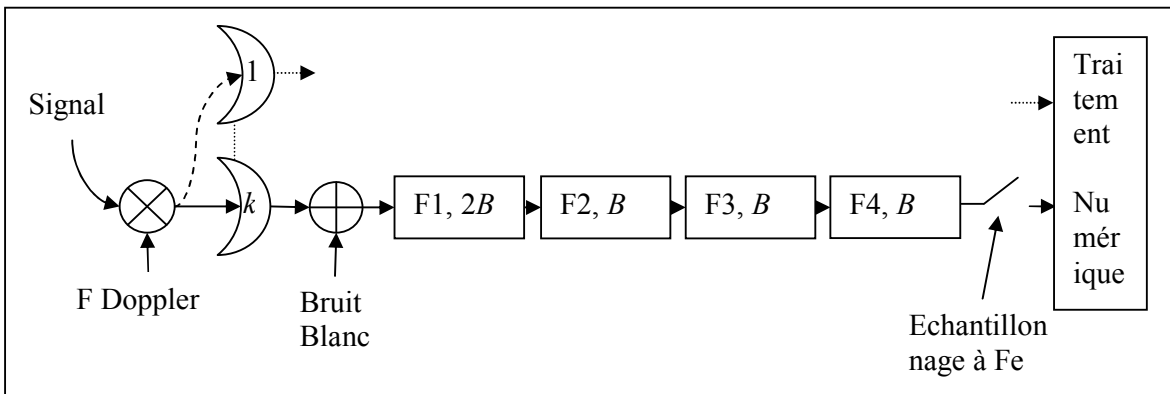 Signal
1
k
F Doppler
Bruit
Blanc
F1, 2B
F2, B
F3, B
F4, B
Echantillon
nage à Fe
Trai
tem
ent
Nu
mér
ique